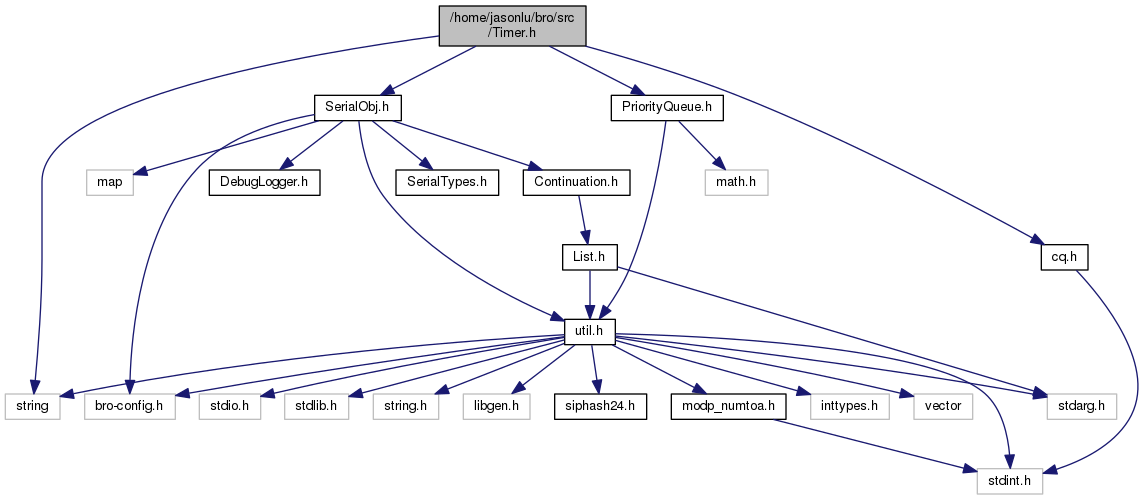 /home/jasonlu/bro/src
/Timer.h
SerialObj.h
PriorityQueue.h
map
DebugLogger.h
SerialTypes.h
Continuation.h
math.h
List.h
cq.h
util.h
string
bro-config.h
stdio.h
stdlib.h
string.h
libgen.h
siphash24.h
modp_numtoa.h
inttypes.h
vector
stdarg.h
stdint.h